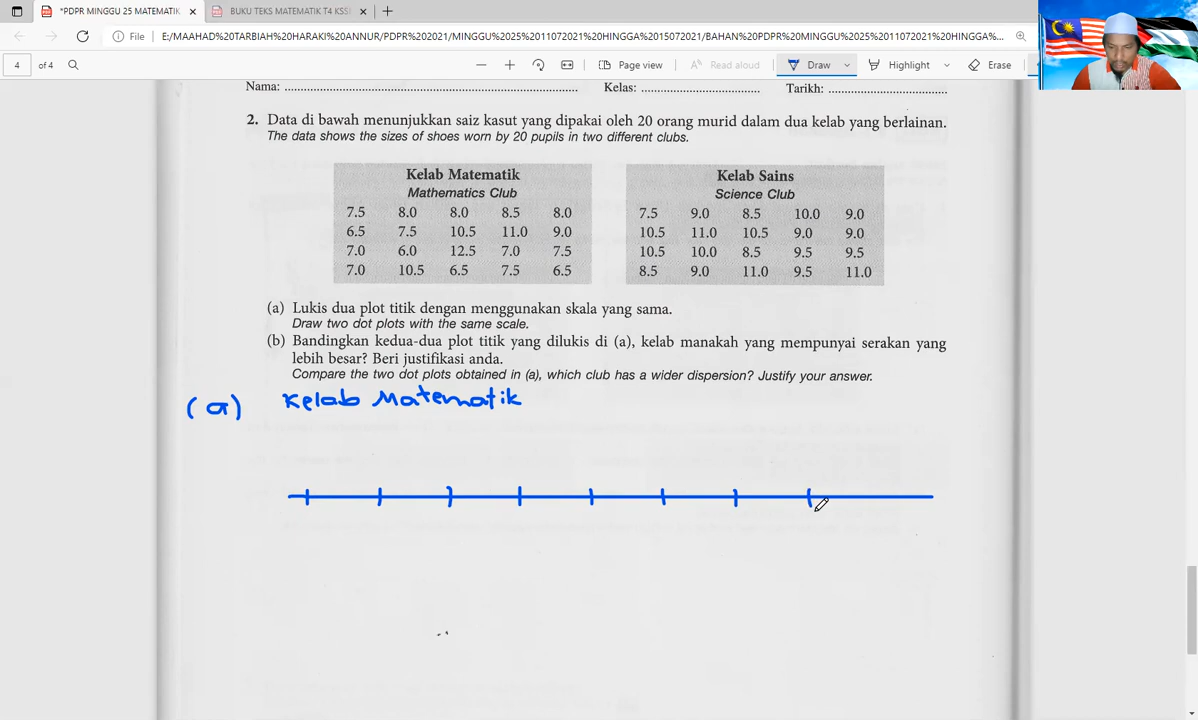 *PDPR MINGGU 25 MATEMATIK
BUKU TEKS MATEMATIK T4 KSS
File
E:/MAAHAD%20TARBIAH%20HARAKI%20ANNUR/PDPR%202021/MINGGU%2025%2011072021%20HINGGA%2015072021/BAHAN%20PDPR%20MINGGU%2025%2011072021%20HINGGA%...
4 of 4
Page view
Read aloud
Draw
Highlight
Erase
Nama: Kelas: Tarikh:
2. Data di bawah menunjukkan saiz kasut yang dipakai oleh 20 orang murid dalam dua kelab yang berlainan.
The data shows the sizes of shoes worn by 20 pupils in two different clubs.
Kelab Matematik
Mathematics Club
7.5 8.0 8.0 8.5 8.0
6.5 7.5 10.5 11.0 9.0
7.0 6.0 12.5 7.0 7.5
7.0 10.5 6.5 7.5 6.5
Kelab Sains
Science Club
7.5 9.0 8.5 10.0 9.0
10.5 11.0 10.5 9.0 9.0
10.5 10.0 8.5 9.5 9.5
8.5 9.0 11.0 9.5 11.0
(a) Lukis dua plot titik dengan menggunakan skala yang sama.
Draw two dot plots with the same scale.
(b) Bandingkan kedua-dua plot titik yang dilukis di (a), kelab manakah yang mempunyai serakan yang
lebih besar? Beri justifikasi anda.
Compare the two dot plots obtained in (a), which club has a wider dispersion? Justify your answer.
(a) Kelab Matematik